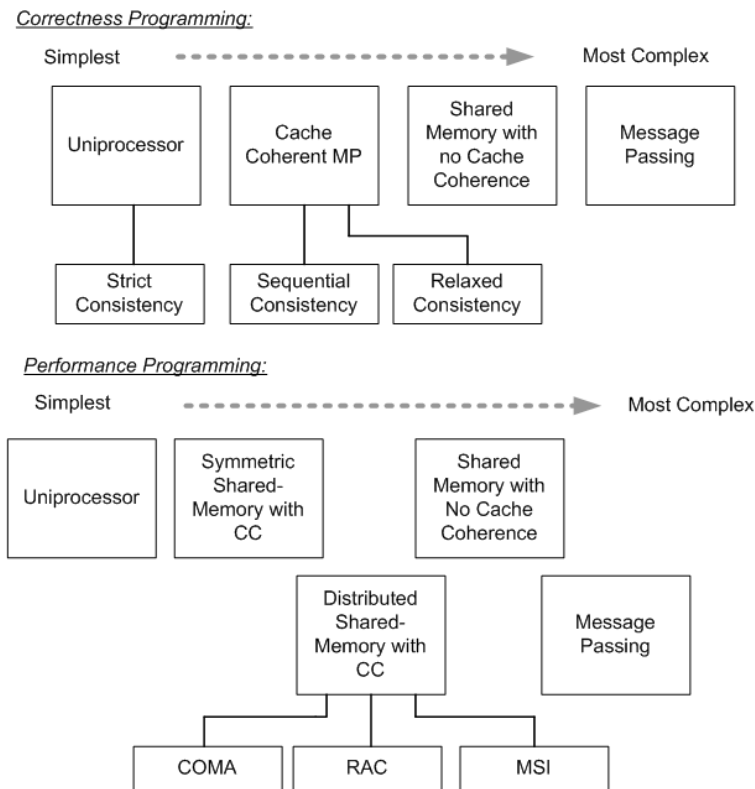 Correctness Programming:
Simplest
Most Complex
Uniprocessor
Cache
Coherent MP
Shared
Memory with
no Cache
Coherence
Message
Passing
Strict
Consistency
Sequential
Consistency
Relaxed
Consistency
Performance Programming:
Simplest
Most Complex
Uniprocessor
Symmetric
Shared-
Memory with
CC
Shared
Memory with
No Cache
Coherence
Distributed
Shared-
Memory with
CC
Message
Passing
COMA
RAC
MSI